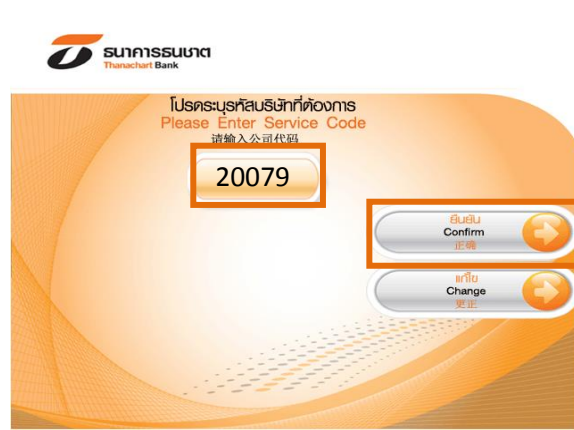 ธนาคารธนชาต
Thanachart Bank
โปรดระบุรหัสบริษัทที่ต้องการ
Please Enter Service Code
请输入公司代码
20079
ยืนยัน
Confirm
正确
แก้ไข
Change
更正